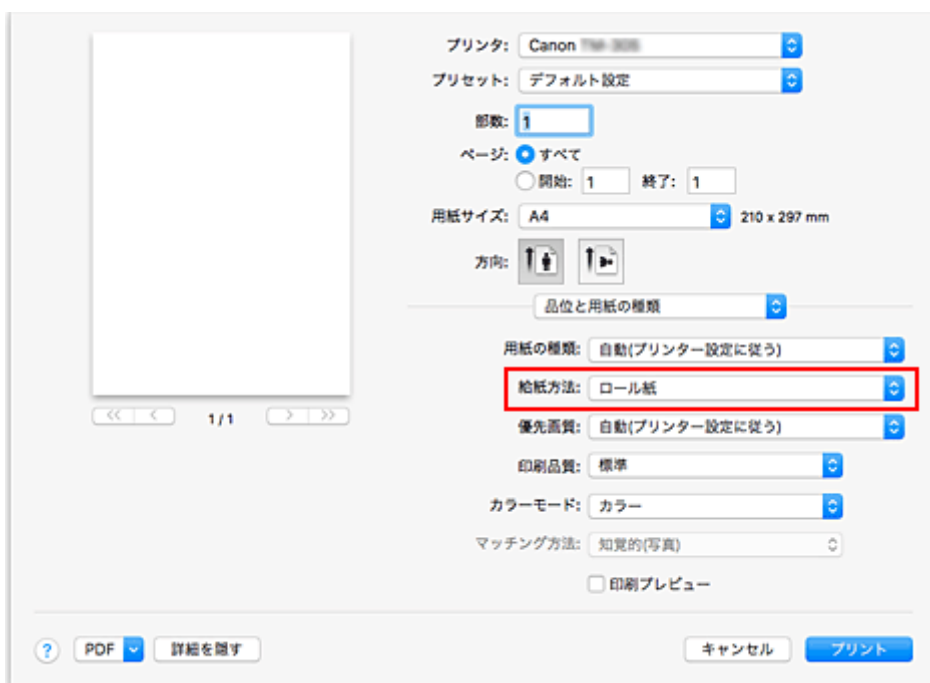 プリンタ: Canon
プリセット: デフォルト設定
部数: 1
ページ: すべて
開始: 1 終了: 1
用紙サイズ: A4 210 x 297 mm
方向:
品位と用紙の種類
用紙の種類: 自動(プリンター設定に従う)
給紙方法: ロール紙
1/1
優先画質: 自動(プリンター設定に従う)
印刷品質: 標準
カラーモード: カラー
マッチング方法: 知覚的(写真)
印刷プレビュー
? PDF 詳細を隠す キャンセル プリント